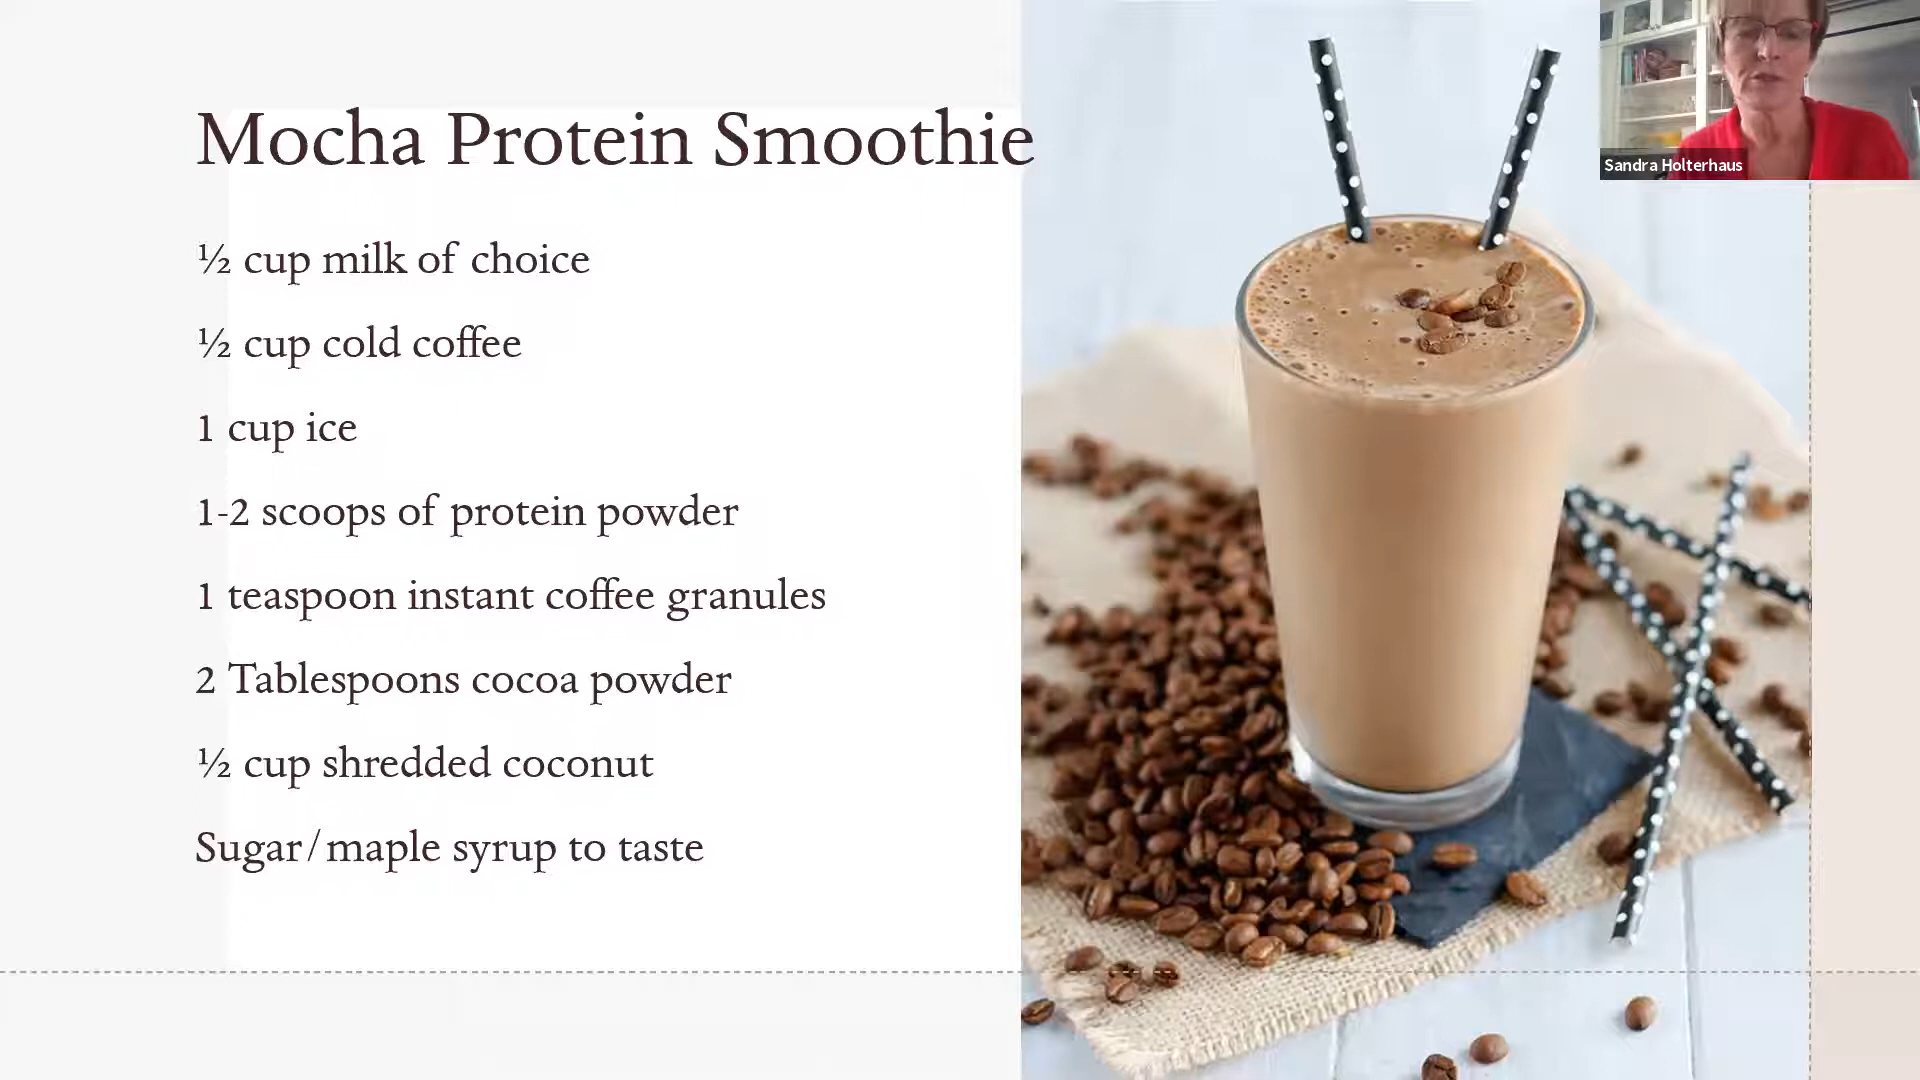 Mocha Protein Smoothie
½ cup milk of choice
½ cup cold coffee
1 cup ice
1-2 scoops of protein powder
1 teaspoon instant coffee granules
2 Tablespoons cocoa powder
½ cup shredded coconut
Sugar/maple syrup to taste
Sandra Holterhaus